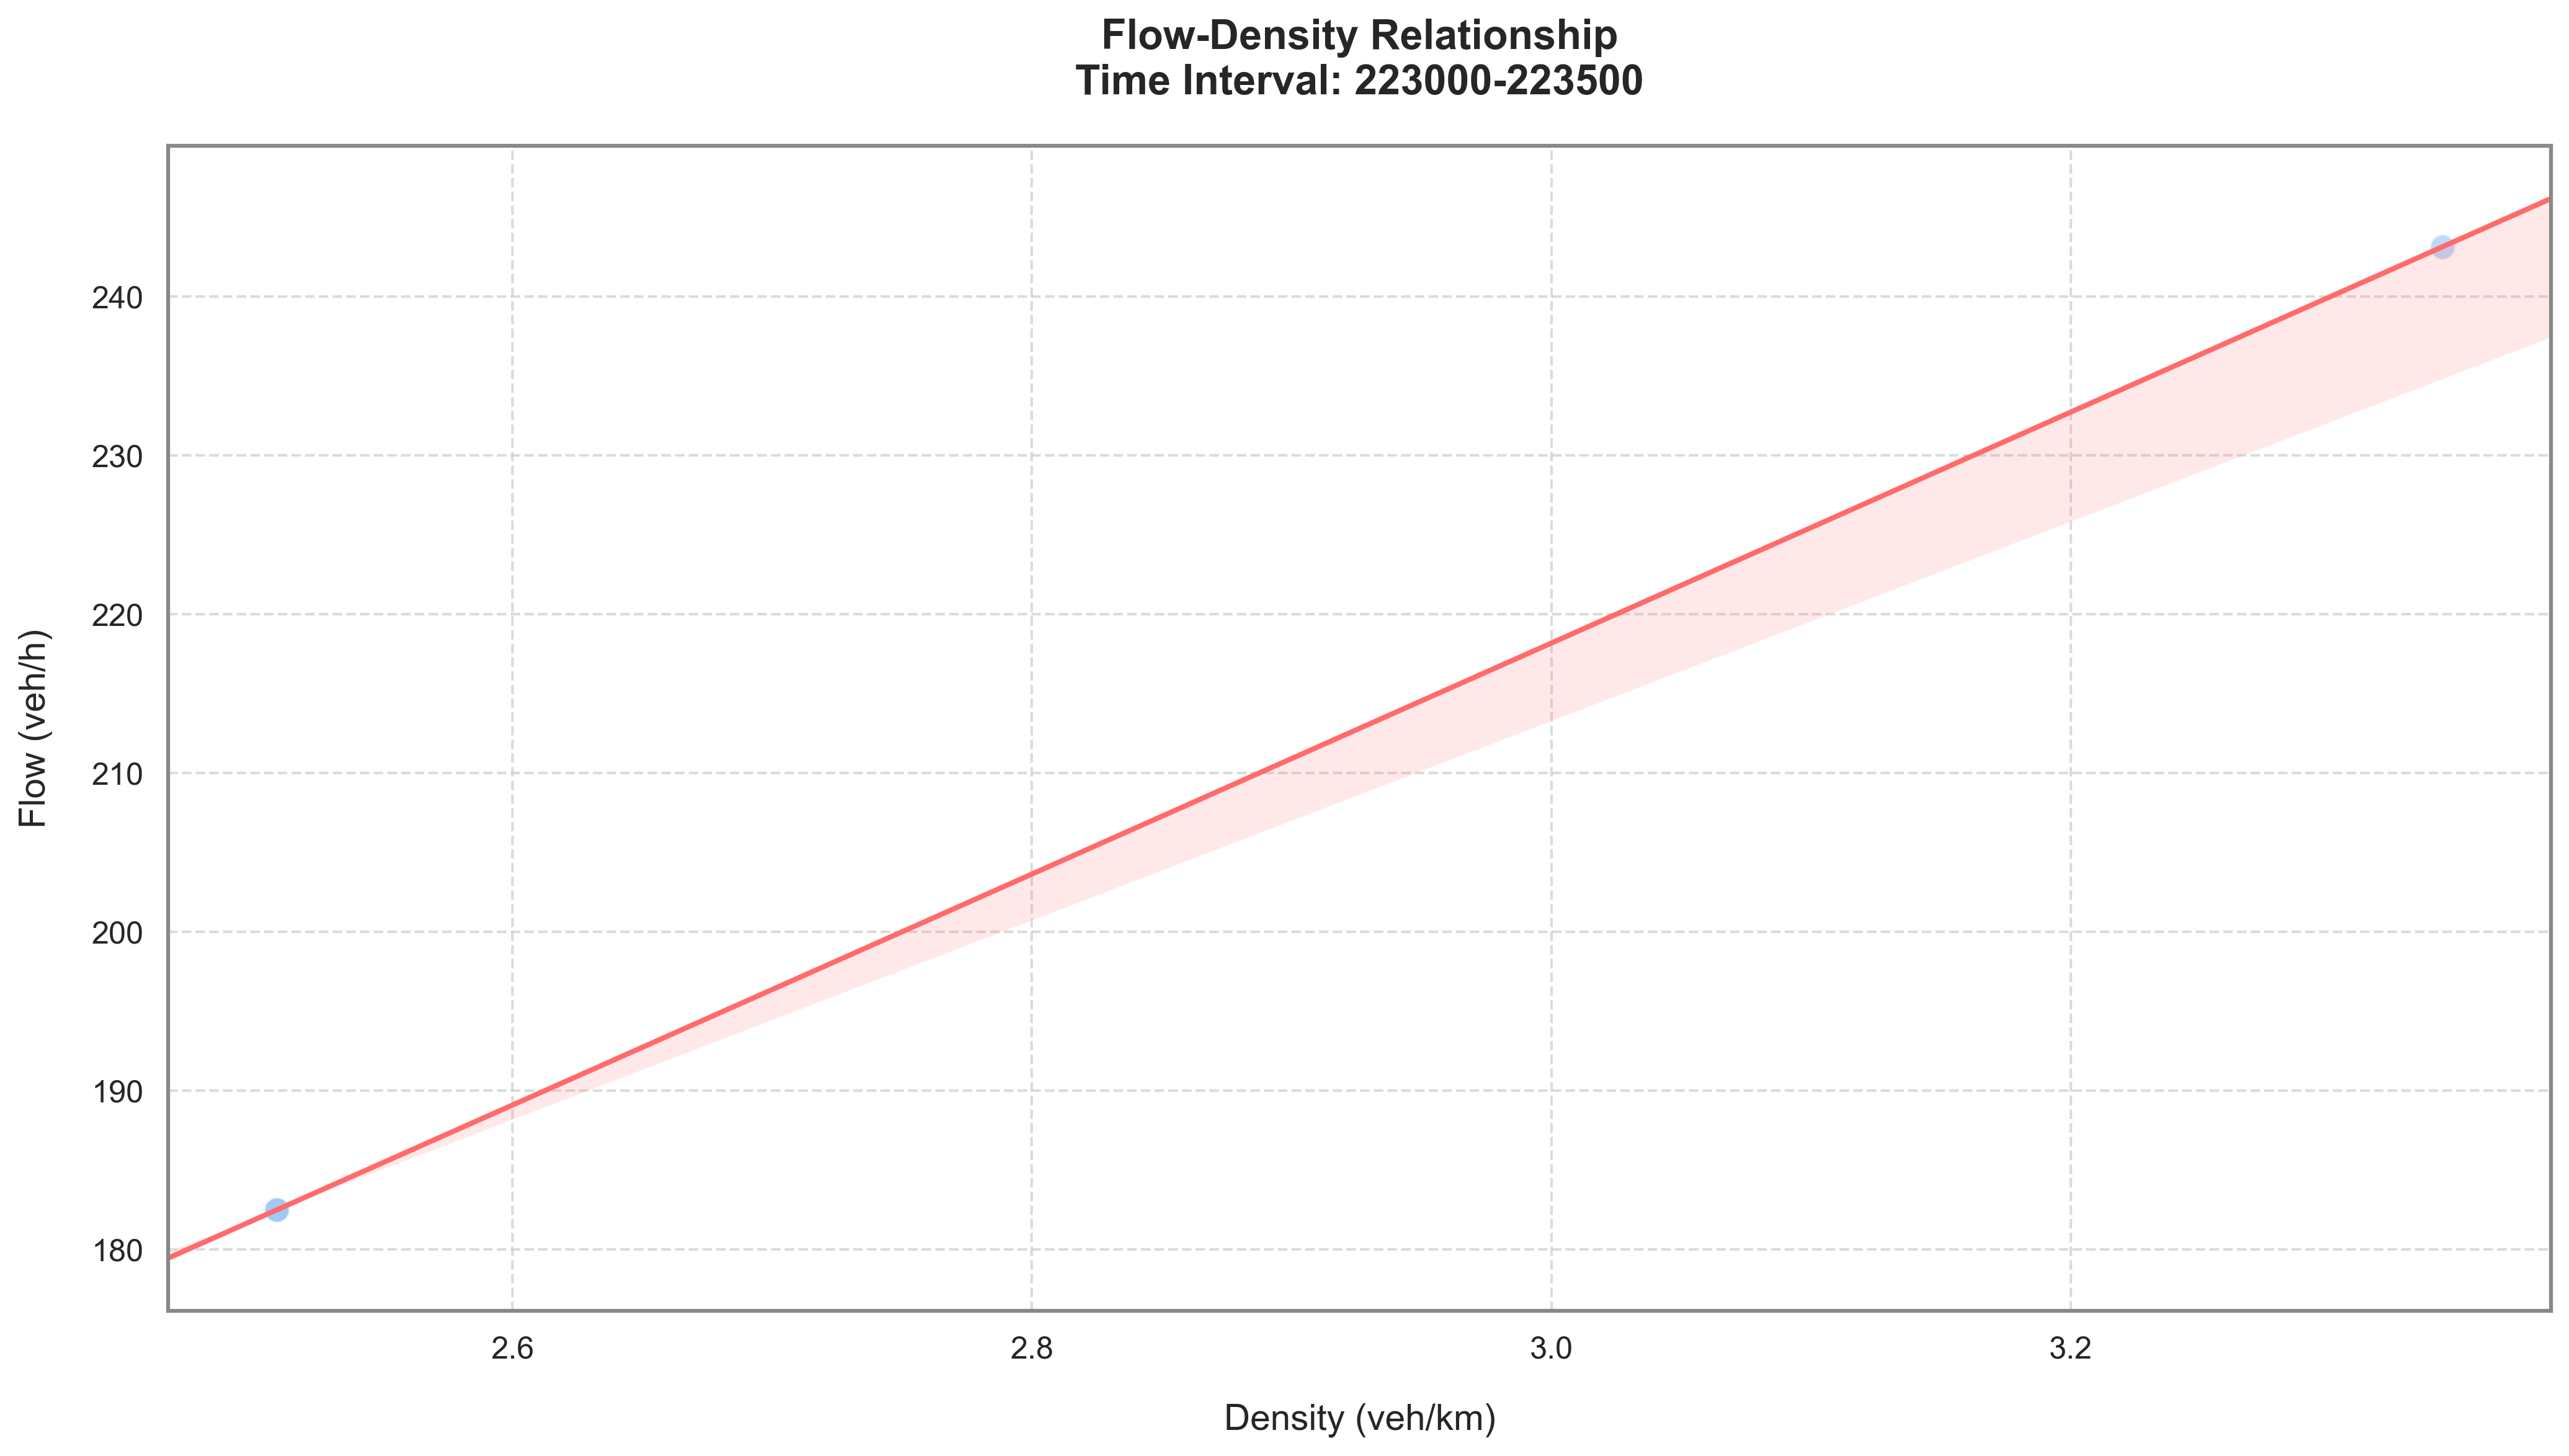 Flow-Density Relationship
Time Interval: 223000-223500
Flow (veh/h)
240
230
220
210
200
190
180
2.6
2.8
3.0
3.2
Density (veh/km)